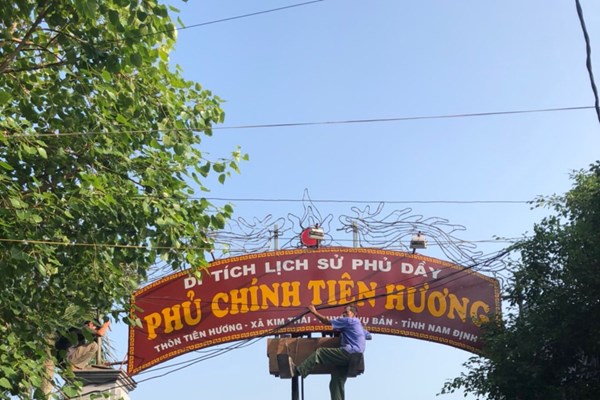 DI TÍCH LỊCH SỬ PHỦ DẦY
PHỦ CHÍNH TIÊN HƯƠNG
THÔN TIÊN HƯƠNG - XÃ KIM THÁI - VỤ BẢN - TỈNH NAM ĐỊNH